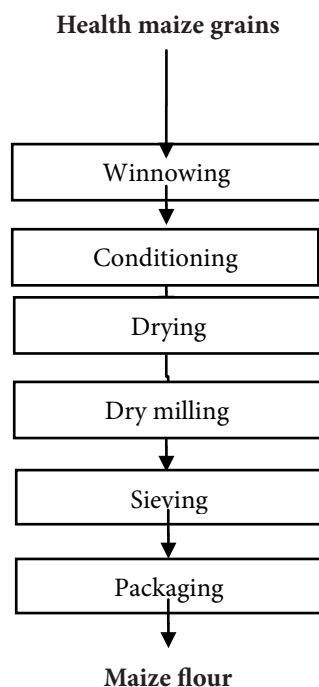 Health maize grains
Winnowing
Conditioning
Drying
Dry milling
Sieving
Packaging
Maize flour